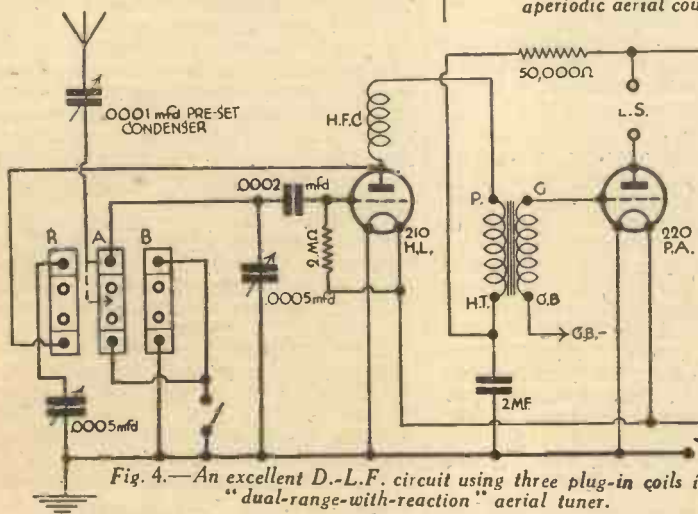 aperiodic aerial cou
50,000Ω
.0001 mfd PRE-SET
CONDENSER
H.F.C
L.S.
.0002 mfd
R
A
B
P.
G
2.MΩ
210
H.L.
220
P.A.
.0005mfd
H.T.
G.B
G.B.-
2MF.
.0005mfd
Fig. 4.—An excellent D.-L.F. circuit using three plug-in coils i
"dual-range-with-reaction" aerial tuner.